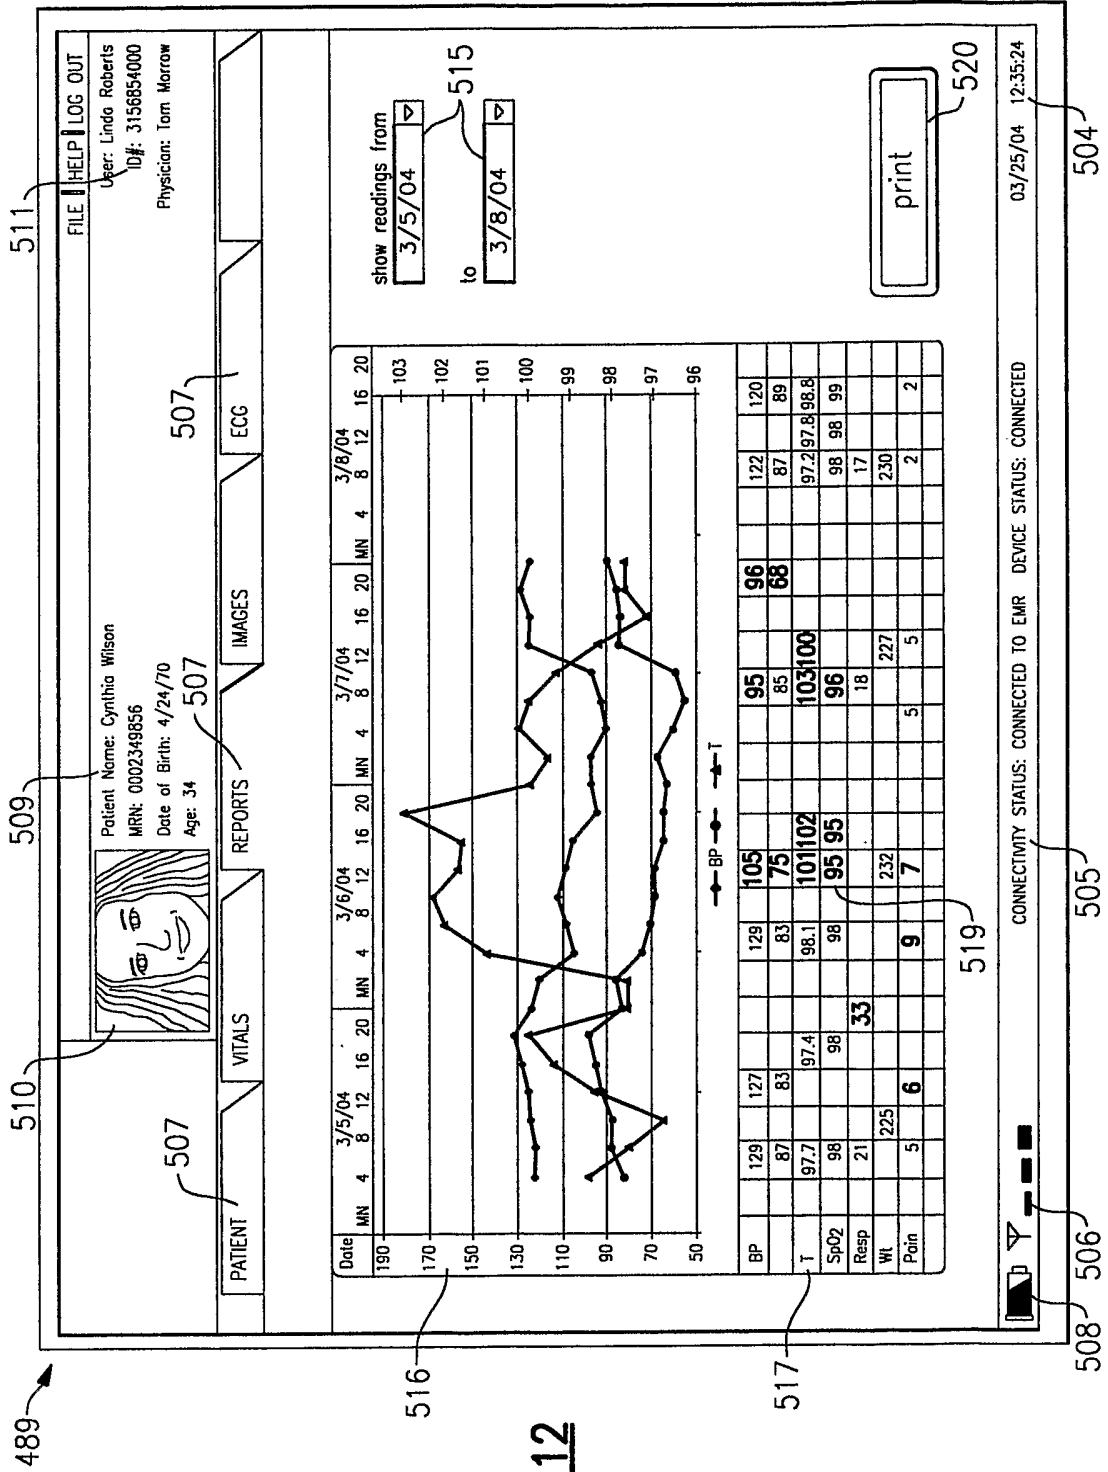 489
510
509
511
FILE HELP LOG OUT
Patient Name: Cynthia Wilson
MRN: 0002349856
Date of Birth: 4/24/70
Age: 34
User: Linda Roberts
ID#: 3156854000
Physician: Tom Morrow
507
507
507
PATIENT VITALS REPORTS IMAGES ECG
show readings from
3/5/04
to
3/8/04
515
Date 3/5/04 3/6/04 3/7/04 3/8/04
MN 4 8 12 16 20 MN 4 8 12 16 20 MN 4 8 12 16 20 MN 4 8 12 16 20
190 103
170 102
101
150
130 100
110 99
90 98
70 97
50 96
BP T
516
BP 129 127 129 105 95 96 122 120
87 83 83 75 85 68 87 89
T 97.7 97.4 98.1 101 102 103 100 97.2 97.8 98.8
SpO2 98 98 98 95 95 96 98 98 99
Resp 21 33 18 17
Wt 225 232 227 230
Pain 5 6 9 7 5 5 2 2
517
519
print
520
CONNECTIVITY STATUS: CONNECTED TO EMR DEVICE STATUS: CONNECTED
03/25/04 12:35:24
508
506
505
504
12